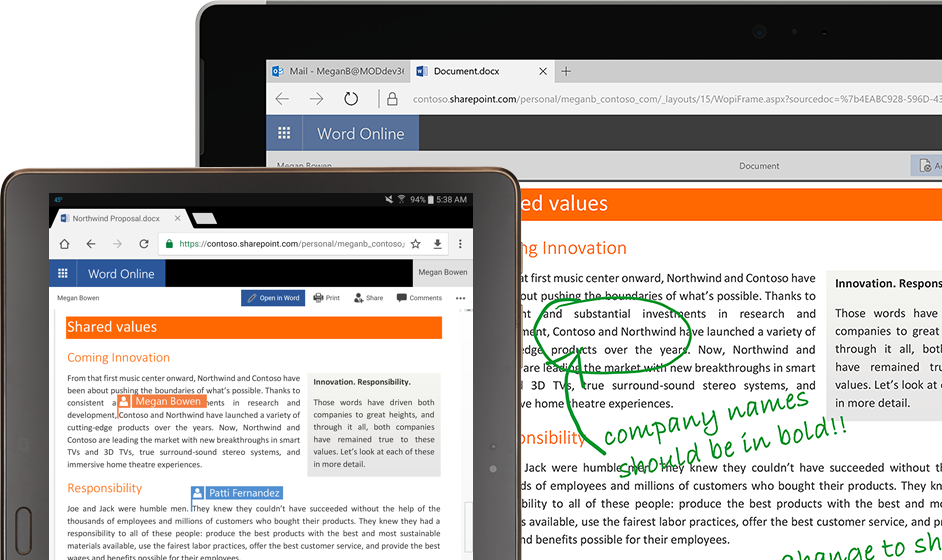 Mail - MeganB@MODdev36
Document.docx
contoso.sharepoint.com/personal/meganb_contoso_com/_layouts/15/WopiFrame.aspx?sourcedoc=%7b4EABC928-596D-43
Word Online
Megan Bowen
Document
ed values
ng Innovation
at first music center onward, Northwind and Contoso have
out pushing the boundaries of what's possible. Thanks to
nt and substantial investments in research and
ment, Contoso and Northwind have launched a variety of
edge products over the years. Now, Northwind and
are leading the market with new breakthroughs in smart
3D TVs, true surround-sound stereo systems, and
ve home theatre experiences.
Innovation. Respons
Those words have
companies to great
through it all, both
have remained tru
values. Let's look at e
in more detail.
company names
should be in bold!!
onsibility
Jack were humble men. They knew they couldn't have succeeded without th
ds of employees and millions of customers who bought their products. They kn
bility to all of these people: produce the best products with the best and mo
s available, use the fairest labor practices, offer the best customer service, and p
nd benefits possible for their employees.
change to sh
45°
94% 5:38 AM
Northwind Proposal.docx
https://contoso.sharepoint.com/personal/meganb_contoso
Word Online
Megan Bowen
Megan Bowen
Open in Word
Print
Share
Comments
Shared values
Coming Innovation
From that first music center onward, Northwind and Contoso have
been about pushing the boundaries of what's possible. Thanks to
consistent a Megan Bowen nts in research and
development, Contoso and Northwind have launched a variety of
cutting-edge products over the years. Now, Northwind and
Contoso are leading the market with new breakthroughs in smart
TVs and 3D TVs, true surround-sound stereo systems, and
immersive home theatre experiences.
Innovation. Responsibility.
Those words have driven both
companies to great heights, and
through it all, both companies
have remained true to these
values. Let's look at each of these
in more detail.
Responsibility
Patti Fernandez
Joe and Jack were humble men. They knew they couldn't have succeeded without the help of the
thousands of employees and millions of customers who bought their products. They knew they had a
responsibility to all of these people: produce the best products with the best and most sustainable
materials available, use the fairest labor practices, offer the best customer service, and provide the best
wages and benefits possible for their employees.